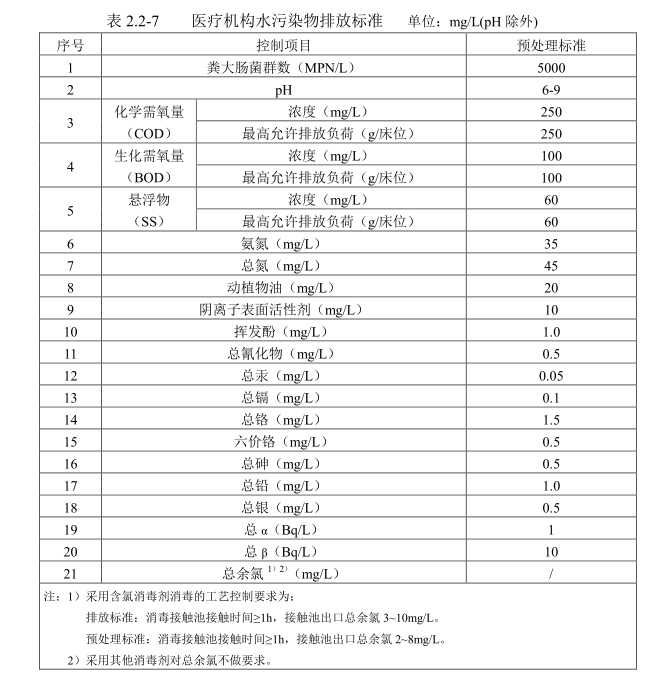 表 2.2-7 医疗机构水污染物排放标准 单位：mg/L(pH 除外)
序号 控制项目 预处理标准
1 粪大肠菌群数（MPN/L） 5000
2 pH 6-9
3 化学需氧量（COD） 浓度（mg/L） 250
最高允许排放负荷（g/床位） 250
4 生化需氧量（BOD） 浓度（mg/L） 100
最高允许排放负荷（g/床位） 100
5 悬浮物（SS） 浓度（mg/L） 60
最高允许排放负荷（g/床位） 60
6 氨氮（mg/L） 35
7 总氮（mg/L） 45
8 动植物油（mg/L） 20
9 阴离子表面活性剂（mg/L） 10
10 挥发酚（mg/L） 1.0
11 总氰化物（mg/L） 0.5
12 总汞（mg/L） 0.05
13 总镉（mg/L） 0.1
14 总铬（mg/L） 1.5
15 六价铬（mg/L） 0.5
16 总砷（mg/L） 0.5
17 总铅（mg/L） 1.0
18 总银（mg/L） 0.5
19 总 α（Bq/L） 1
20 总 β（Bq/L） 10
21 总余氯 1）2）（mg/L） /
注：1）采用含氯消毒剂消毒的工艺控制要求为：
排放标准：消毒接触池接触时间≥1h，接触池出口总余氯 3~10mg/L。
预处理标准：消毒接触池接触时间≥1h，接触池出口总余氯 2~8mg/L。
2）采用其他消毒剂对总余氯不做要求。